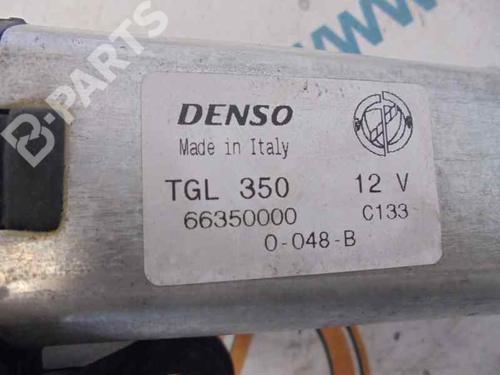 B-PARTS
DENSO
Made in Italy
TGL 350 12 V
66350000 C133
0-048-B